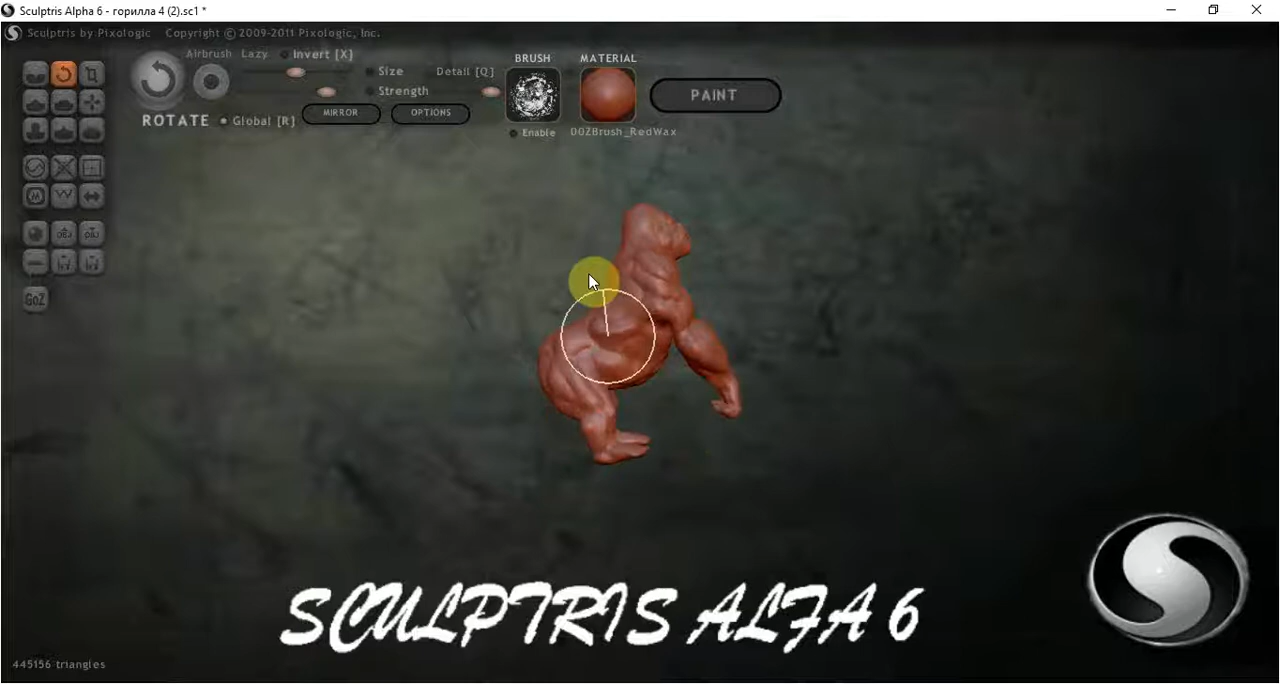 Sculptris Alpha 6 - горилла 4 (2).sc1 *
Sculptris by Pixologic Copyright © 2009-2011 Pixologic, Inc.
Airbrush Lazy Invert [X]
BRUSH MATERIAL
Size Detail [Q]
Strength
PAINT
ROTATE Global [R] MIRROR OPTIONS
Enable 002Brush_RedWax
GoZ
SCULPTRIS ALFA 6
445156 triangles